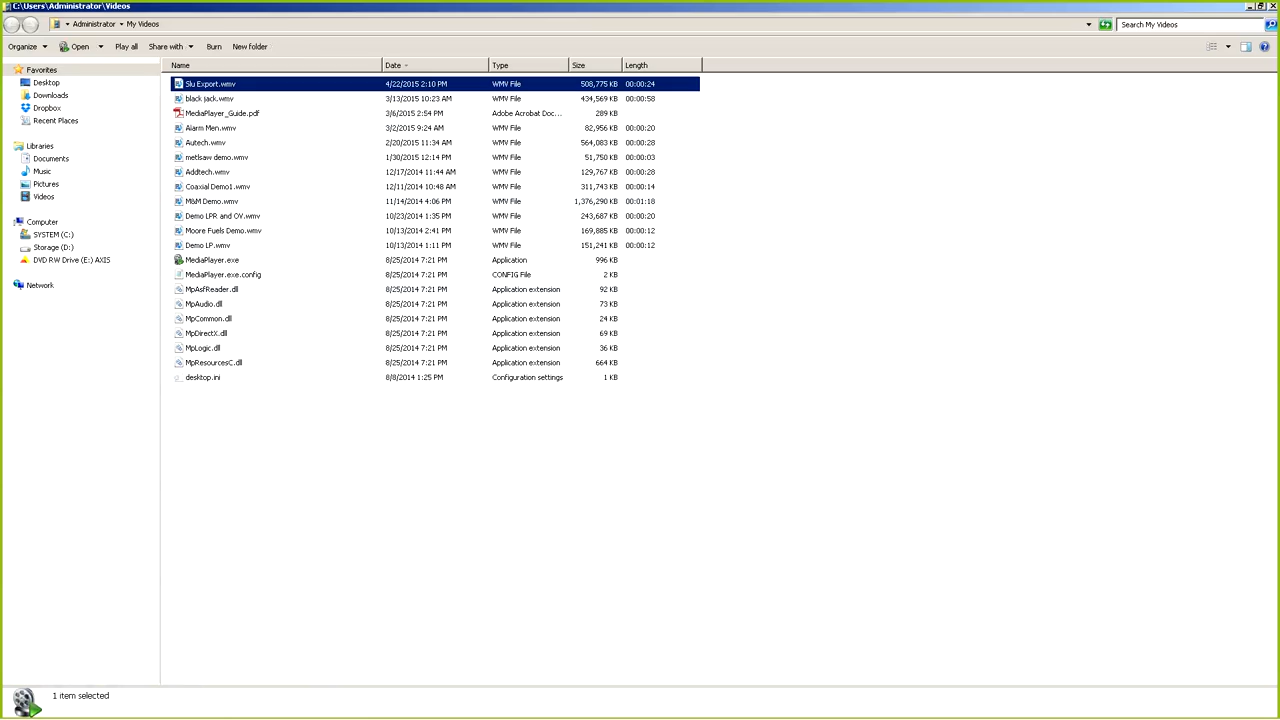 C:\Users\Administrator\Videos
Administrator My Videos Search My Videos
Organize Open Play all Share with Burn New folder
Name Date Type Size Length
Favorites
Desktop
Downloads
Dropbox
Recent Places
Libraries
Documents
Music
Pictures
Videos
Computer
SYSTEM (C:)
Storage (D:)
DVD RW Drive (E:) AXIS
Network
Slu Export.wmv 4/22/2015 2:10 PM WMV File 508,775 KB 00:00:24
black jack.wmv 3/13/2015 10:23 AM WMV File 434,569 KB 00:00:58
MediaPlayer_Guide.pdf 3/6/2015 2:54 PM Adobe Acrobat Doc... 289 KB
Alarm Men.wmv 3/2/2015 9:24 AM WMV File 82,956 KB 00:00:20
Autech.wmv 2/20/2015 11:34 AM WMV File 564,083 KB 00:00:28
metlsaw demo.wmv 1/30/2015 12:14 PM WMV File 51,750 KB 00:00:03
Addtech.wmv 12/17/2014 11:44 AM WMV File 129,767 KB 00:00:28
Coaxial Demo1.wmv 12/11/2014 10:48 AM WMV File 311,743 KB 00:00:14
M&M Demo.wmv 11/14/2014 4:06 PM WMV File 1,376,290 KB 00:01:18
Demo LPR and OV.wmv 10/23/2014 1:35 PM WMV File 243,687 KB 00:00:20
Moore Fuels Demo.wmv 10/13/2014 2:41 PM WMV File 169,885 KB 00:00:12
Demo LP.wmv 10/13/2014 1:11 PM WMV File 151,241 KB 00:00:12
MediaPlayer.exe 8/25/2014 7:21 PM Application 996 KB
MediaPlayer.exe.config 8/25/2014 7:21 PM CONFIG File 2 KB
MpAsfReader.dll 8/25/2014 7:21 PM Application extension 92 KB
MpAudio.dll 8/25/2014 7:21 PM Application extension 73 KB
MpCommon.dll 8/25/2014 7:21 PM Application extension 24 KB
MpDirectX.dll 8/25/2014 7:21 PM Application extension 69 KB
MpLogic.dll 8/25/2014 7:21 PM Application extension 36 KB
MpResourcesC.dll 8/25/2014 7:21 PM Application extension 664 KB
desktop.ini 8/8/2014 1:25 PM Configuration settings 1 KB
1 item selected